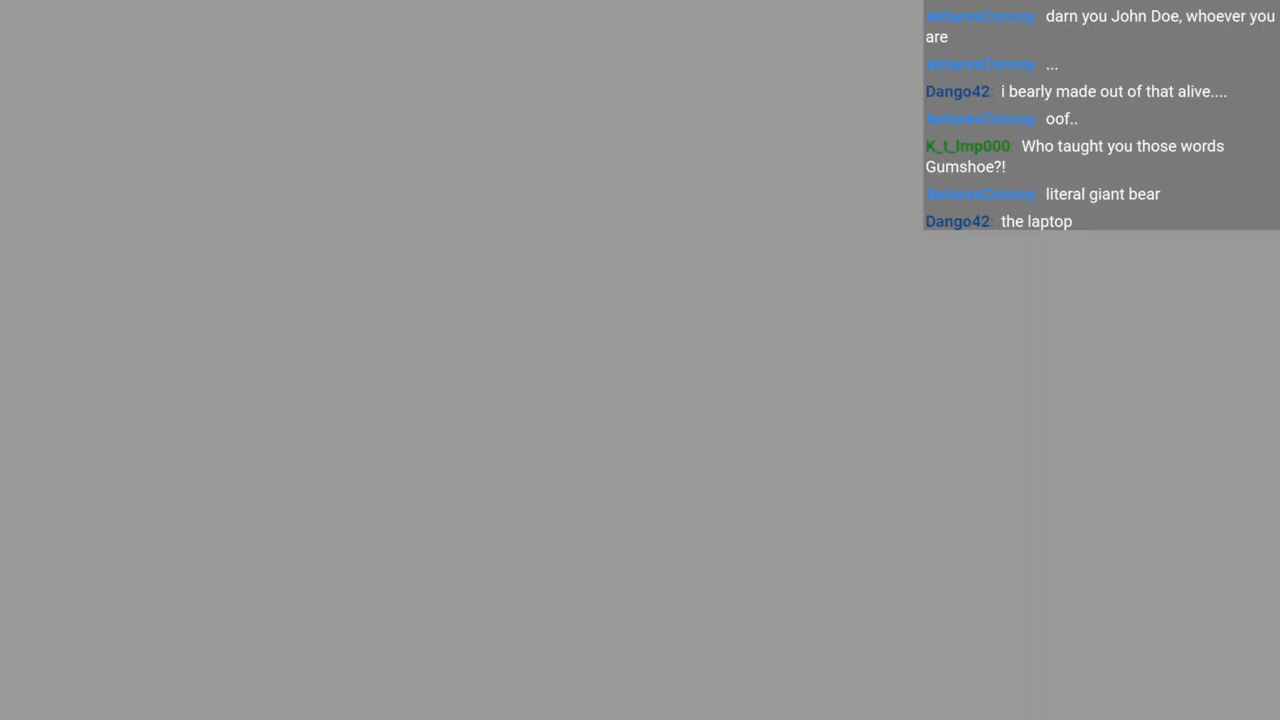 AntaresConvoy: darn you John Doe, whoever you
are
AntaresConvoy: ...
Dango42: i bearly made out of that alive....
AntaresConvoy: oof..
K_t_Imp000: Who taught you those words
Gumshoe?!
AntaresConvoy: literal giant bear
Dango42: the laptop